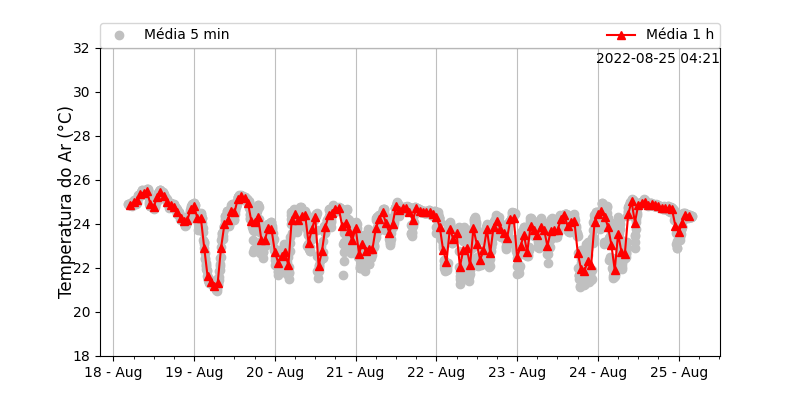 Média 5 min
Média 1 h
2022-08-25 04:21
Temperatura do Ar (°C)
32
30
28
26
24
22
20
18
18 - Aug
19 - Aug
20 - Aug
21 - Aug
22 - Aug
23 - Aug
24 - Aug
25 - Aug